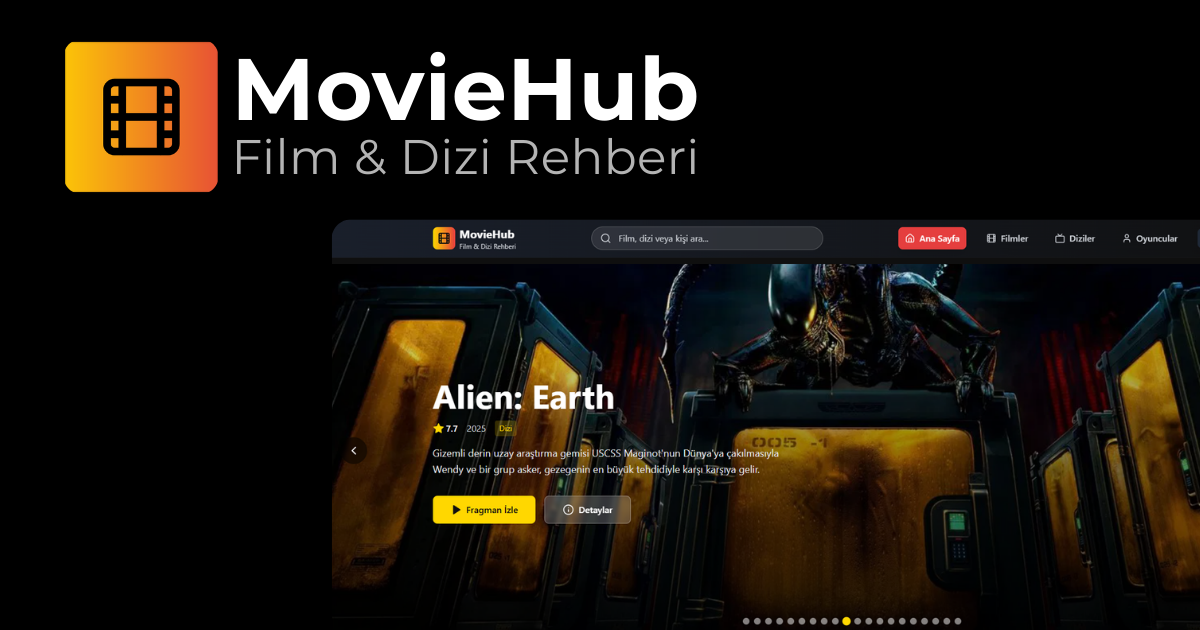 MovieHub
Film & Dizi Rehberi
MovieHub
Film & Dizi Rehberi
Film, dizi veya kişi ara...
Ana Sayfa
Filmler
Diziler
Oyuncular
005 -1
Alien: Earth
7.7 2025 Dizi
Gizemli derin uzay araştırma gemisi USCSS Maginot'nun Dünya'ya çakılmasıyla
Wendy ve bir grup asker, gezegenin en büyük tehdidiyle karşı karşıya gelir.
Fragman İzle
Detaylar